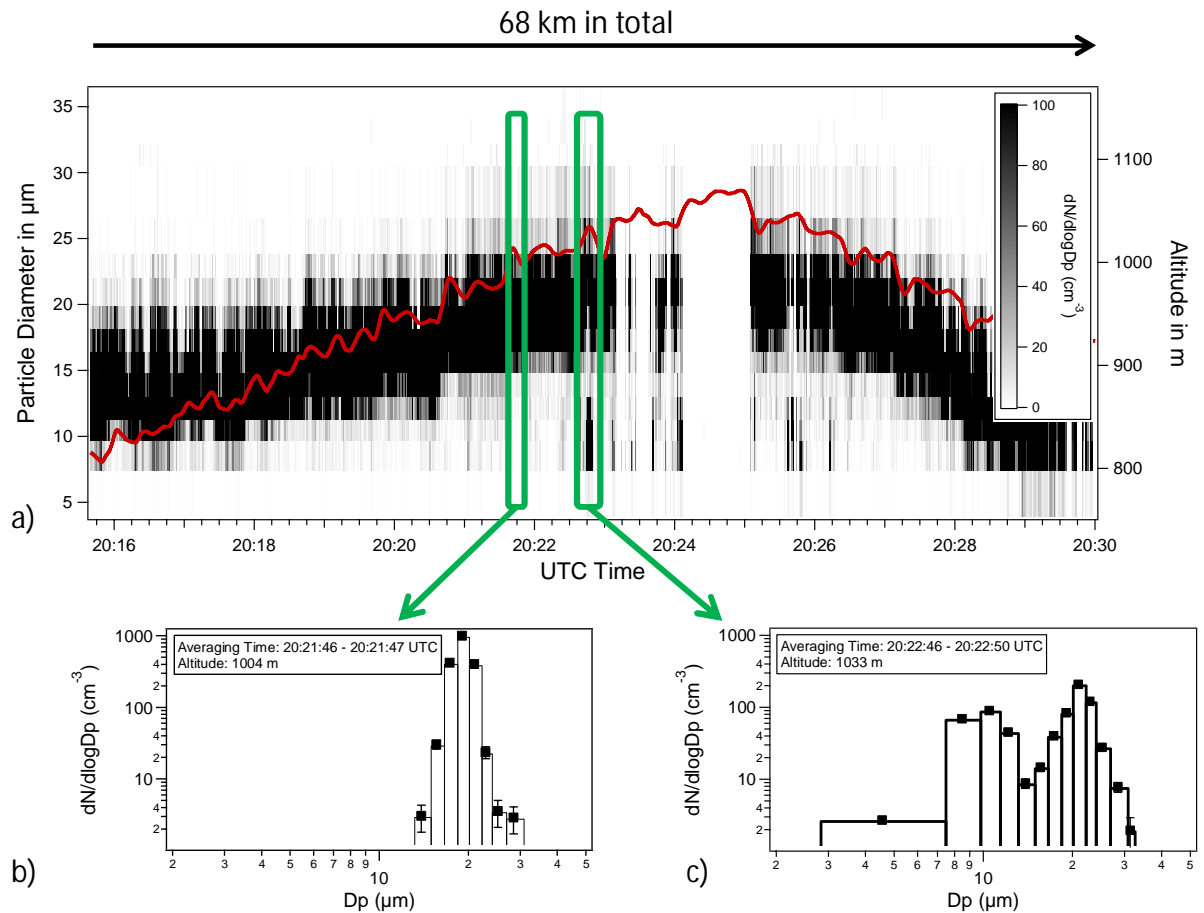 68 km in total
Particle Diameter in µm
35
30
25
20
15
10
5
100
80
60
40
20
0
dN/dlogDp (cm-3)
1100
1000
900
800
Altitude in m
a)
20:16 20:18 20:20 20:22 20:24 20:26 20:28 20:30
UTC Time
dN/dlogDp (cm-3)
1000
4
2
100
4
2
10
4
2
Averaging Time: 20:21:46 - 20:21:47 UTC
Altitude: 1004 m
2 3 4 5 6 7 8 9 10 2 3 4 5
Dp (µm)
b)
dN/dlogDp (cm-3)
1000
4
2
100
4
2
10
4
2
Averaging Time: 20:22:46 - 20:22:50 UTC
Altitude: 1033 m
2 3 4 5 6 7 8 9 10 2 3 4 5
Dp (µm)
c)